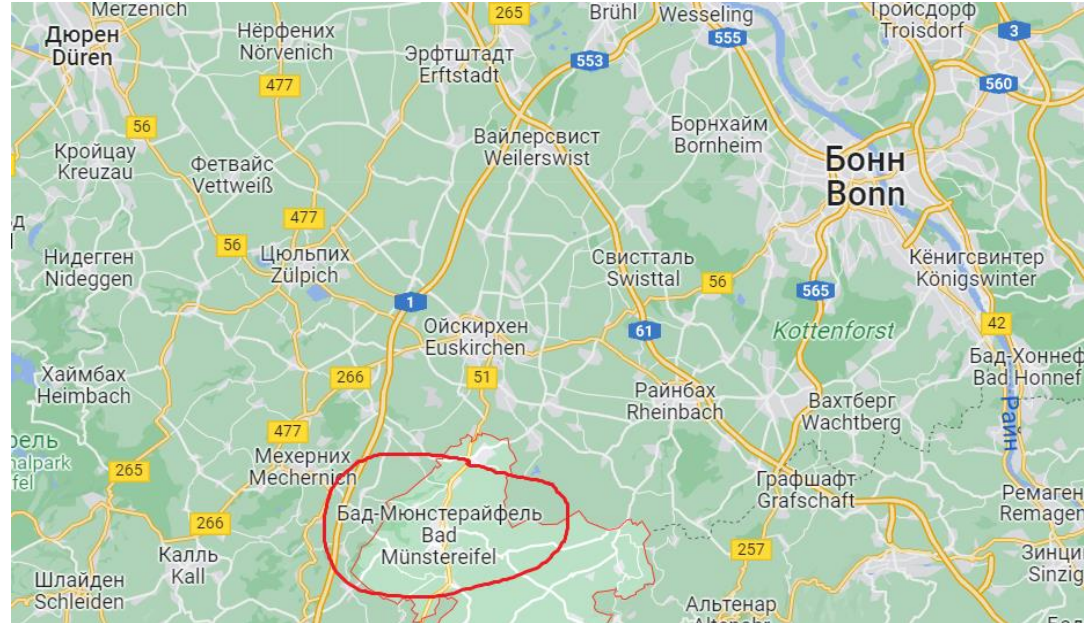 Merzenich
265
Brühl
Wesseling
Тройсдорф
Troisdorf
Дюрен
Düren
Нёрфених
Nörvenich
Эрфтштадт
Erftstadt
553
555
3
560
477
56
Кройцау
Kreuzau
Фетвайс
Vettweiß
Вайлерсвист
Weilerswist
Борнхайм
Bornheim
Бонн
Bonn
477
56
Нидегген
Nideggen
Цюльпих
Zülpich
Свистталь
Swisttal
56
565
Кёнигсвинтер
Königswinter
1
61
Kottenforst
42
Ойскирхен
Euskirchen
Хаймбах
Heimbach
266
51
Райнбах
Rheinbach
Вахтберг
Wachtberg
Бад-Хоннеф
Bad Honnef
Райн
477
265
Мехерних
Mechernich
Графшафт
Grafschaft
Ремаген
Remagen
266
Бад-Мюнстерайфель
Bad
Münstereifel
257
Калль
Kall
Шлайден
Schleiden
Альтенар
Зинци
Sinzig